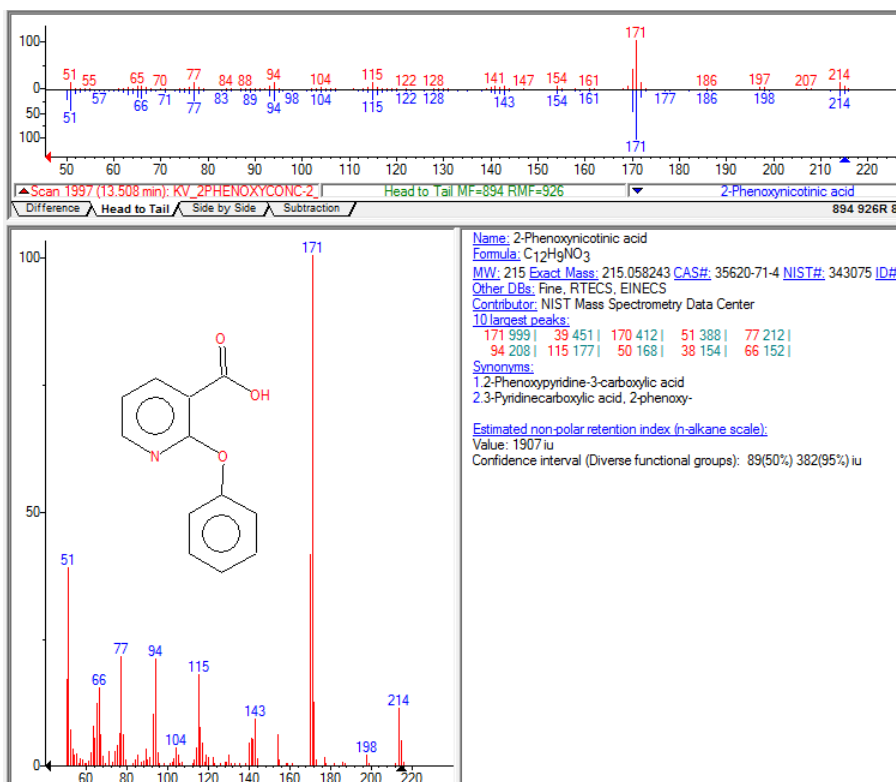 100
51 55 65 70 77 84 88 94 104 115 122 128 141 147 154 161 171 186 197 207 214
0
51 57 66 71 77 83 89 94 98 104 115 122 128 143 154 161 171 177 186 198 214
50
100
50 60 70 80 90 100 110 120 130 140 150 160 170 180 190 200 210 220
Scan 1997 (13.508 min): KV_2PHENOXYCONC-2_ Head to Tail MF=894 RMF=926 2-Phenoxynicotinic acid
Difference Head to Tail Side by Side Subtraction 894 926R 8
100
171
O
OH
N
O
50
51
77
94
66
115
143
104
198
214
0
60 80 100 120 140 160 180 200 220
Name: 2-Phenoxynicotinic acid
Formula: C12H9NO3
MW: 215 Exact Mass: 215.058243 CAS#: 35620-71-4 NIST#: 343075 ID#
Other DBs: Fine, RTECS, EINECS
Contributor: NIST Mass Spectrometry Data Center
10 largest peaks:
171 999 | 39 451 | 170 412 | 51 388 | 77 212 |
94 208 | 115 177 | 50 168 | 38 154 | 66 152 |
Synonyms:
1.2-Phenoxypyridine-3-carboxylic acid
2.3-Pyridinecarboxylic acid, 2-phenoxy-
Estimated non-polar retention index (n-alkane scale):
Value: 1907 iu
Confidence interval (Diverse functional groups): 89(50%) 382(95%) iu